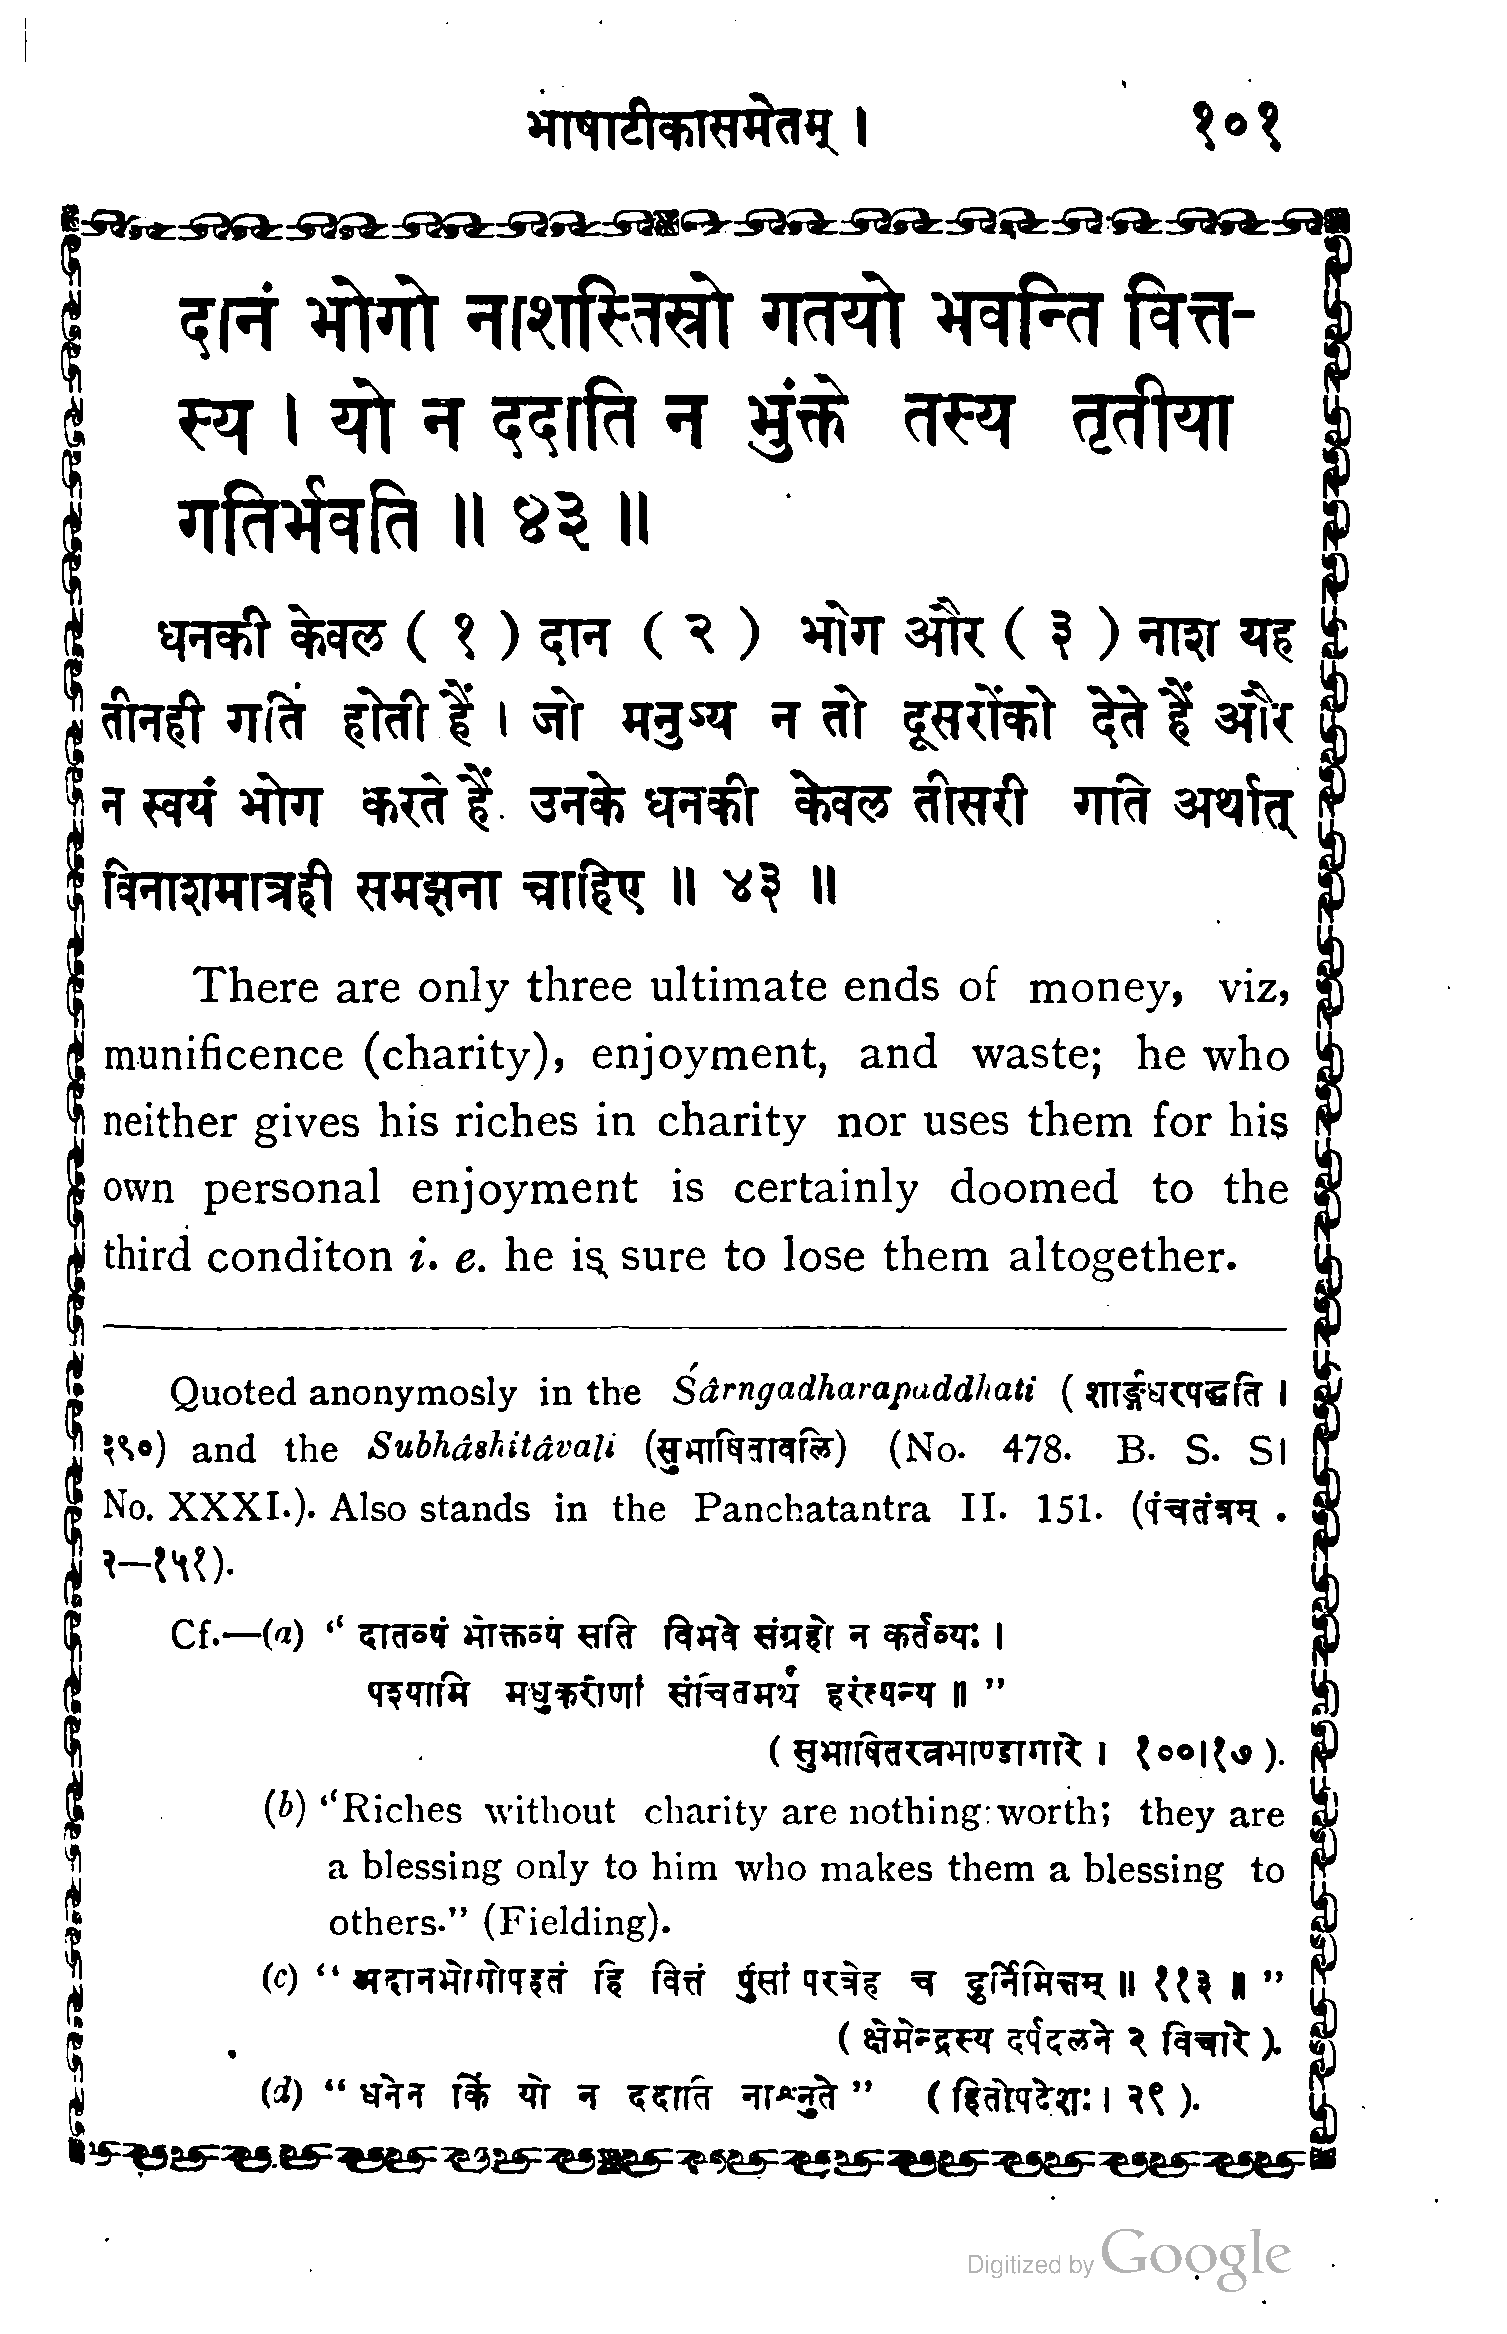 भाषाटीकासमेतम् । १०१
दानं भोगो नाशस्तिस्रो गतयो भवन्ति वित्त-
स्य । यो न ददाति न भुंक्ते तस्य तृतीया
गतिर्भवति ॥ ४३ ॥
धनकी केवल ( १ ) दान ( २ ) भोग और ( ३ ) नाश यह
तीनही गति होती हैं । जो मनुष्य न तो दूसरोंको देते हैं और
न स्वयं भोग करते हैं उनके धनकी केवल तीसरी गति अर्थात्
विनाशमात्रही समझना चाहिए ॥ ४३ ॥
There are only three ultimate ends of money, viz,
munificence (charity), enjoyment, and waste; he who
neither gives his riches in charity nor uses them for his
own personal enjoyment is certainly doomed to the
third conditon i. e. he is sure to lose them altogether.
Quoted anonymosly in the Śârngadharapaddhati ( शार्ङ्गधरपद्धति ।
३९०) and the Subhâshitâvali (सुभाषितावलि) (No. 478. B. S. S।
No. XXXI.). Also stands in the Panchatantra II. 151. (पंचतंत्रम् .
२—१५१).
Cf.—(a) “ दातव्यं भोक्तव्यं सति विभवे संग्रहो न कर्तव्यः ।
पश्यामि मधुकरीणां संचितमर्थं हरंत्यन्य ॥ ”
( सुभाषितरत्नभाण्डागारे । १००।१७ ).
(b) “Riches without charity are nothing worth; they are
a blessing only to him who makes them a blessing to
others.” (Fielding).
(c) “ अदानभोगोपहतं हि वित्तं पुंसां परत्रेह च दुर्निमित्तम् ॥ ११३ ॥ ”
( क्षेमेन्द्रस्य दर्पदलने २ विचारे ).
(d) “ धनेन किं यो न ददाति नाश्नुते ” ( हितोपदेशः । २९ ).
Digitized by Google